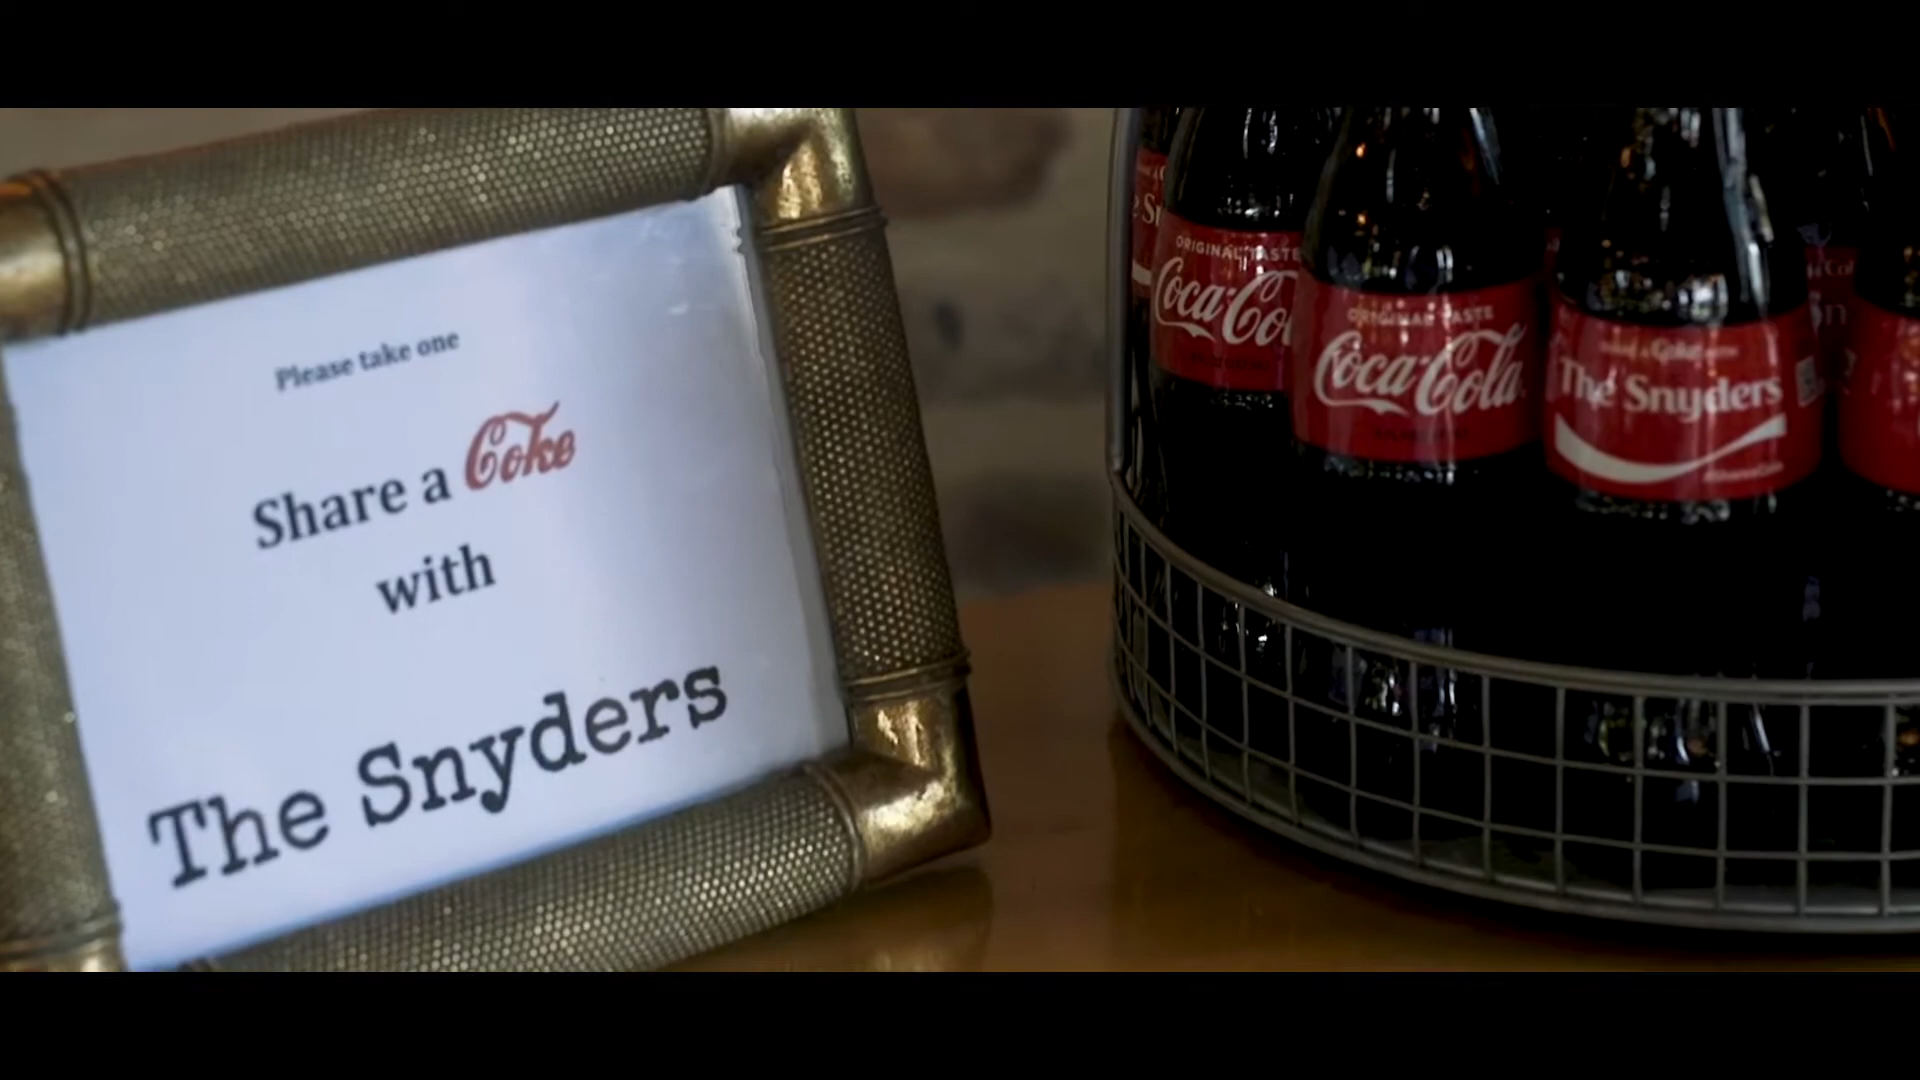 Please take one
Share a Coke
with
The Snyders
ORIGINAL TASTE
Coca-Cola
ORIGINAL TASTE
Coca-Cola
The Snyders